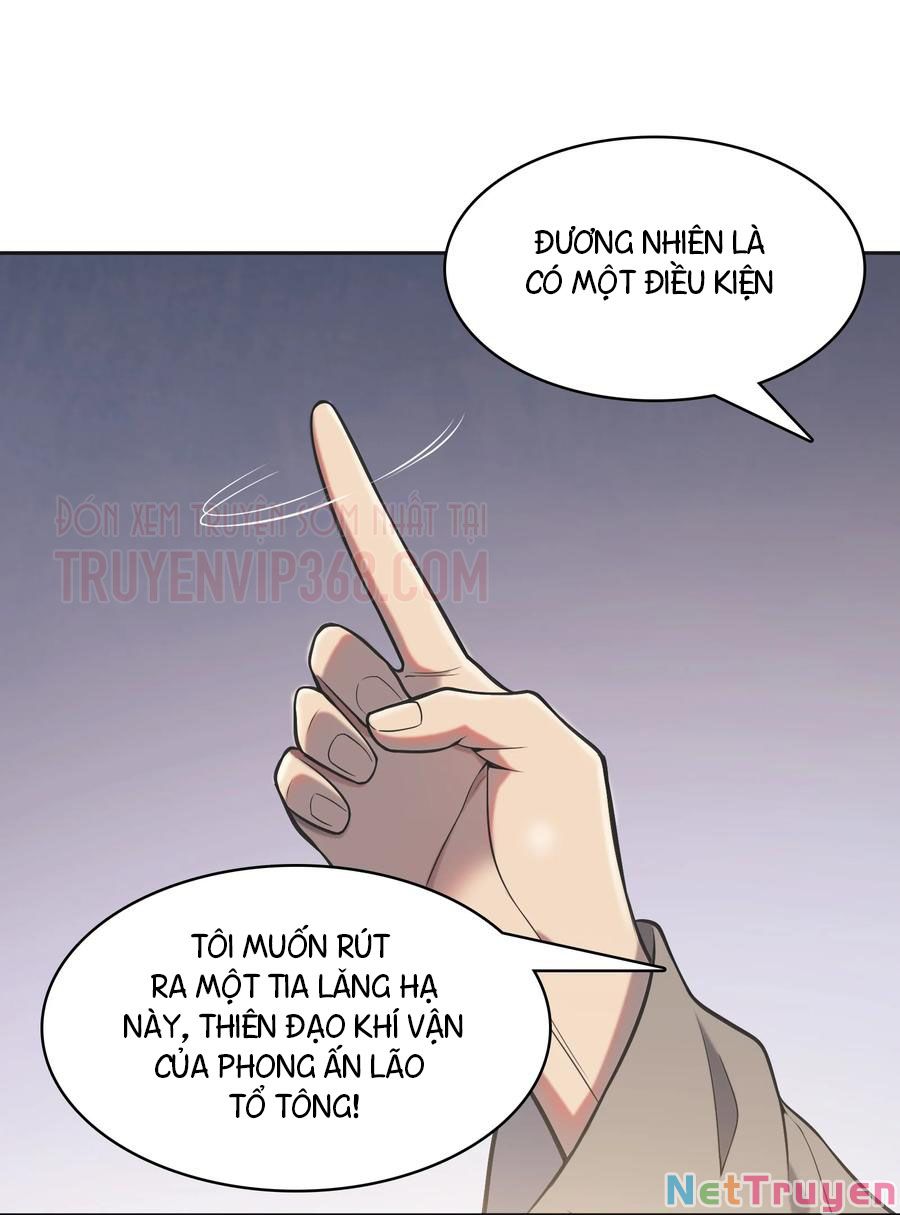 ĐƯƠNG NHIÊN LÀ
CÓ MỘT ĐIỀU KIỆN
ĐÓN XEM TRUYỆN SỚM NHẤT TẠI
TRUYENVIP368.COM
TÔI MUỐN RÚT
RA MỘT TIA LĂNG HẠ
NÀY, THIÊN ĐẠO KHÍ VẬN
CỦA PHONG ẤN LÃO
TỔ TÔNG!
NetTruyen